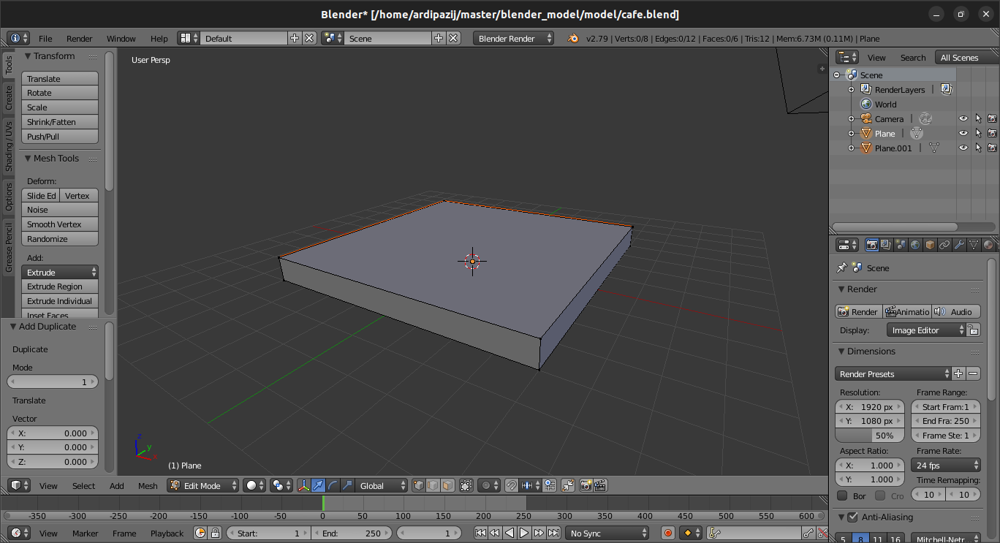 Blender* [/home/ardipazij/master/blender_model/model/cafe.blend]
File Render Window Help Default Scene Blender Render v2.79 | Verts:0/8 | Edges:0/12 | Faces:0/6 | Tris:12 | Mem:6.73M (0.11M) | Plane
Tools
Create
Shading / UVs
Options
Grease Pencil
Transform
Translate
Rotate
Scale
Shrink/Fatten
Push/Pull
Mesh Tools
Deform:
Slide Ed Vertex
Noise
Smooth Vertex
Randomize
Add:
Extrude
Extrude Region
Extrude Individual
Inset Faces
Add Duplicate
Duplicate
Mode
1
Translate
Vector
X: 0.000
Y: 0.000
Z: 0.000
User Persp
z
y
x
(1) Plane
View Select Add Mesh Edit Mode Global
-350 -300 -250 -200 -150 -100 -50 0 50 100 150 200 250 300 350 400 450 500 550 600
View Marker Frame Playback Start: 1 End: 250 1 No Sync
View Search All Scenes
Scene
RenderLayers |
World
Camera |
Plane |
Plane.001 |
Scene
Render
Render Animatio Audio
Display: Image Editor
Dimensions
Render Presets
Resolution: Frame Range:
X: 1920 px Start Fram:1
Y: 1080 px End Fra: 250
50% Frame Ste: 1
Aspect Ratio: Frame Rate:
X: 1.000 24 fps
Y: 1.000 Time Remapping:
Bor Cro 10 10
Anti-Aliasing
5 8 11 16 Mitchell-Netr...